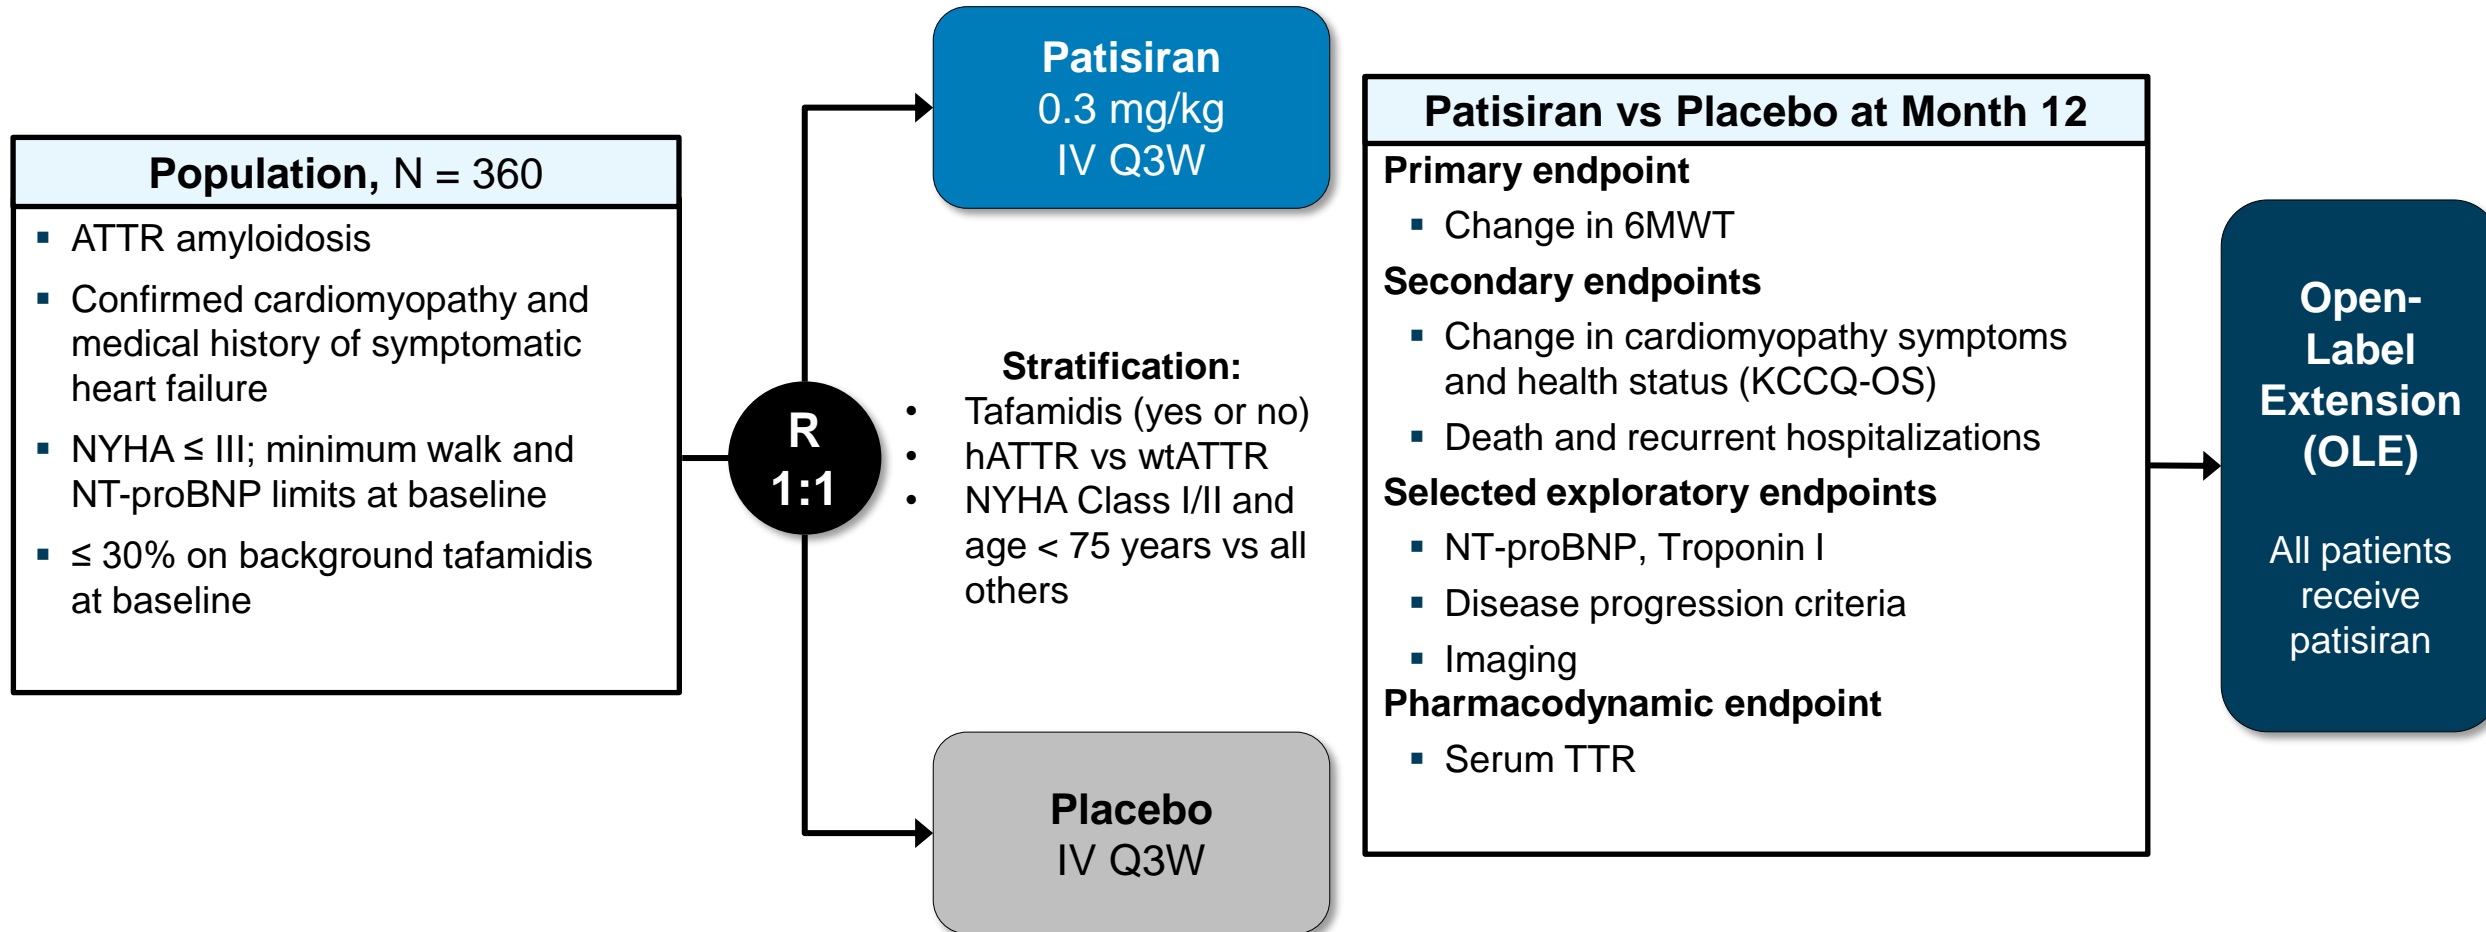 Population, N = 360
▪ ATTR amyloidosis
▪ Confirmed cardiomyopathy and
medical history of symptomatic
heart failure
▪ NYHA ≤ III; minimum walk and
NT-proBNP limits at baseline
▪ ≤ 30% on background tafamidis
at baseline
R
1:1
Patisiran
0.3 mg/kg
IV Q3W
Stratification:
• Tafamidis (yes or no)
• hATTR vs wtATTR
• NYHA Class I/II and
age < 75 years vs all
others
Placebo
IV Q3W
Patisiran vs Placebo at Month 12
Primary endpoint
▪ Change in 6MWT
Secondary endpoints
▪ Change in cardiomyopathy symptoms
and health status (KCCQ-OS)
▪ Death and recurrent hospitalizations
Selected exploratory endpoints
▪ NT-proBNP, Troponin I
▪ Disease progression criteria
▪ Imaging
Pharmacodynamic endpoint
▪ Serum TTR
Open-
Label
Extension
(OLE)
All patients
receive
patisiran